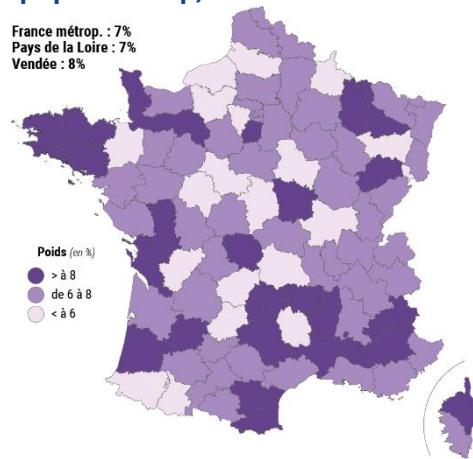 France métrop. : 7%
Pays de la Loire : 7%
Vendée : 8%
Poids (en %)
> à 8
de 6 à 8
< à 6